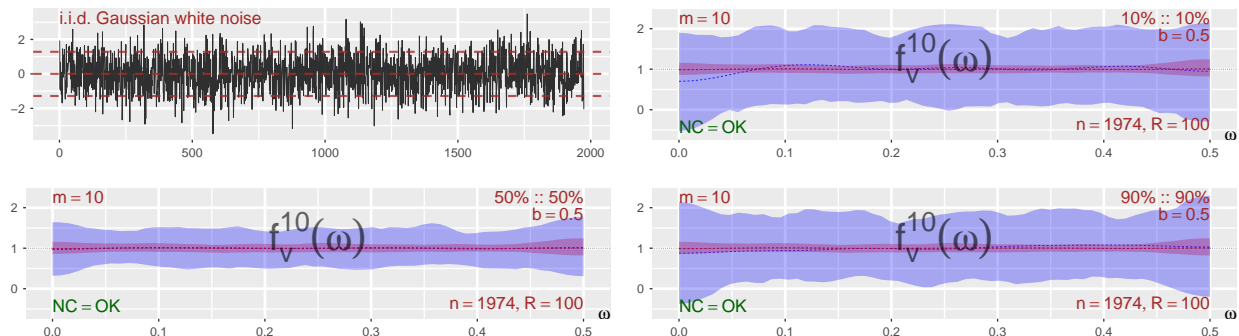 i.i.d. Gaussian white noise
2
0
−2
0
500
1000
1500
2000
m = 10
10% :: 10%
b = 0.5
f_v^10(ω)
2
1
0
NC = OK
n = 1974, R = 100
0.0
0.1
0.2
0.3
0.4
0.5
ω
m = 10
50% :: 50%
b = 0.5
f_v^10(ω)
2
1
0
NC = OK
n = 1974, R = 100
0.0
0.1
0.2
0.3
0.4
0.5
ω
m = 10
90% :: 90%
b = 0.5
f_v^10(ω)
2
1
0
NC = OK
n = 1974, R = 100
0.0
0.1
0.2
0.3
0.4
0.5
ω